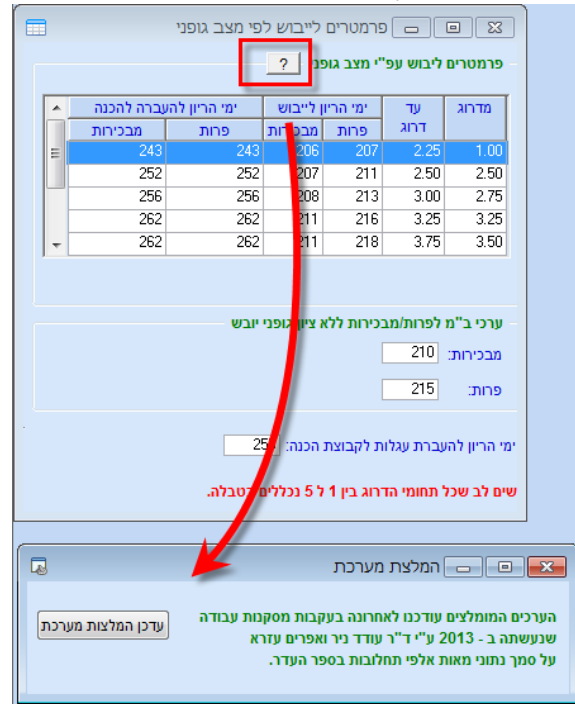 פרמטרים לייבוש לפי מצב גופני
פרמטרים ליבוש עפ"י מצב גופני ?
מדרוג עד דרוג ימי הריון לייבוש ימי הריון להעברה להכנה
פרות מבכירות פרות מבכירות
1.00 2.25 207 206 243 243
2.50 2.50 211 207 252 252
2.75 3.00 213 208 256 256
3.25 3.25 216 211 262 262
3.50 3.75 218 211 262 262
ערכי ב"מ לפרות/מבכירות ללא ציון גופני יובש
מבכירות: 210
פרות: 215
ימי הריון להעברת עגלות לקבוצת הכנה:
שים לב שכל תחומי הדרוג בין 1 ל 5 נכללים בטבלה.
המלצת מערכת
הערכים המומלצים עודכנו לאחרונה בעקבות מסקנות עבודה
שנעשתה ב - 2013 ע"י ד"ר עודד ניר ואפרים עזרא
על סמך נתוני מאות אלפי תחלובות בספר העדר.
עדכן המלצות מערכת